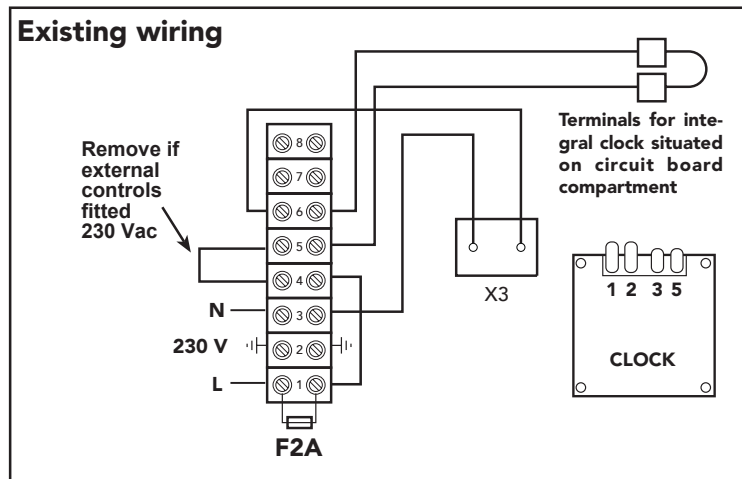 Existing wiring
Terminals for inte-
gral clock situated
on circuit board
compartment
Remove if
external
controls
fitted
230 Vac
8
7
6
5
4
N 3
230 V 2
L 1
F2A
X3
1 2 3 5
CLOCK